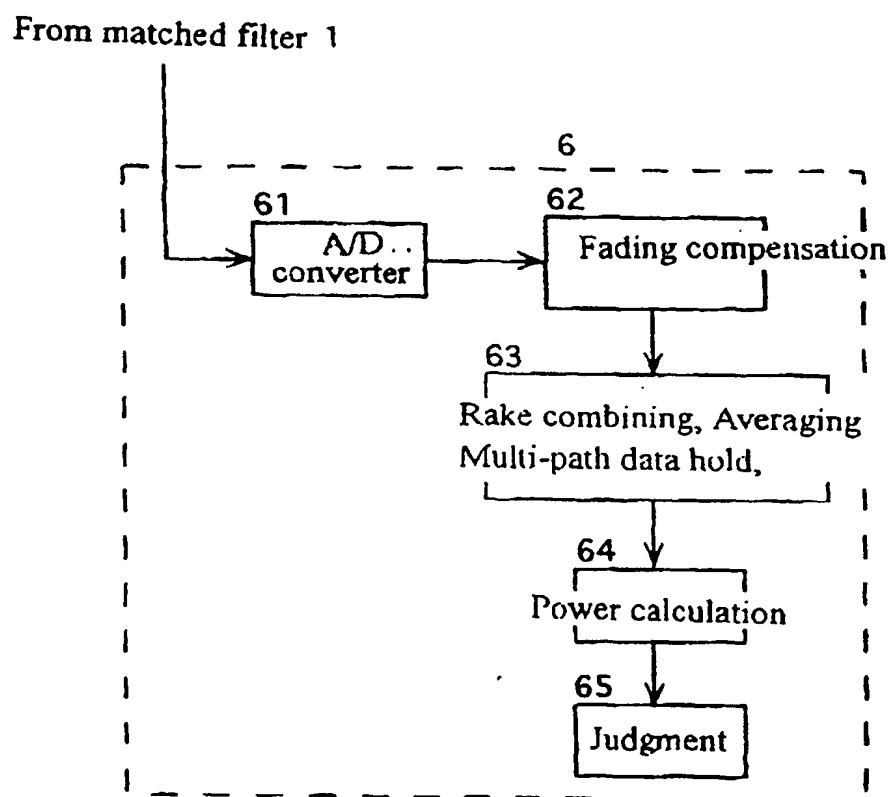 From matched filter 1
6
61
A/D..
converter
62
Fading compensation
63
Rake combining, Averaging
Multi-path data hold,
64
Power calculation
65
Judgment